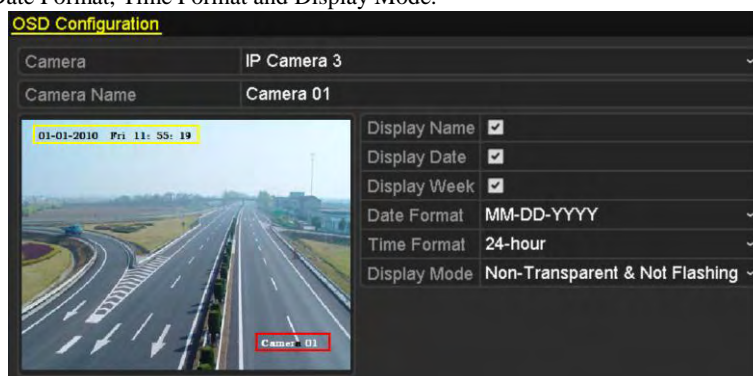 Date Format, Time Format and Display Mode.
OSD Configuration
Camera IP Camera 3
Camera Name Camera 01
01-01-2010 Fri 11: 55: 19
Display Name
Display Date
Display Week
Date Format MM-DD-YYYY
Time Format 24-hour
Display Mode Non-Transparent & Not Flashing
Camera 01